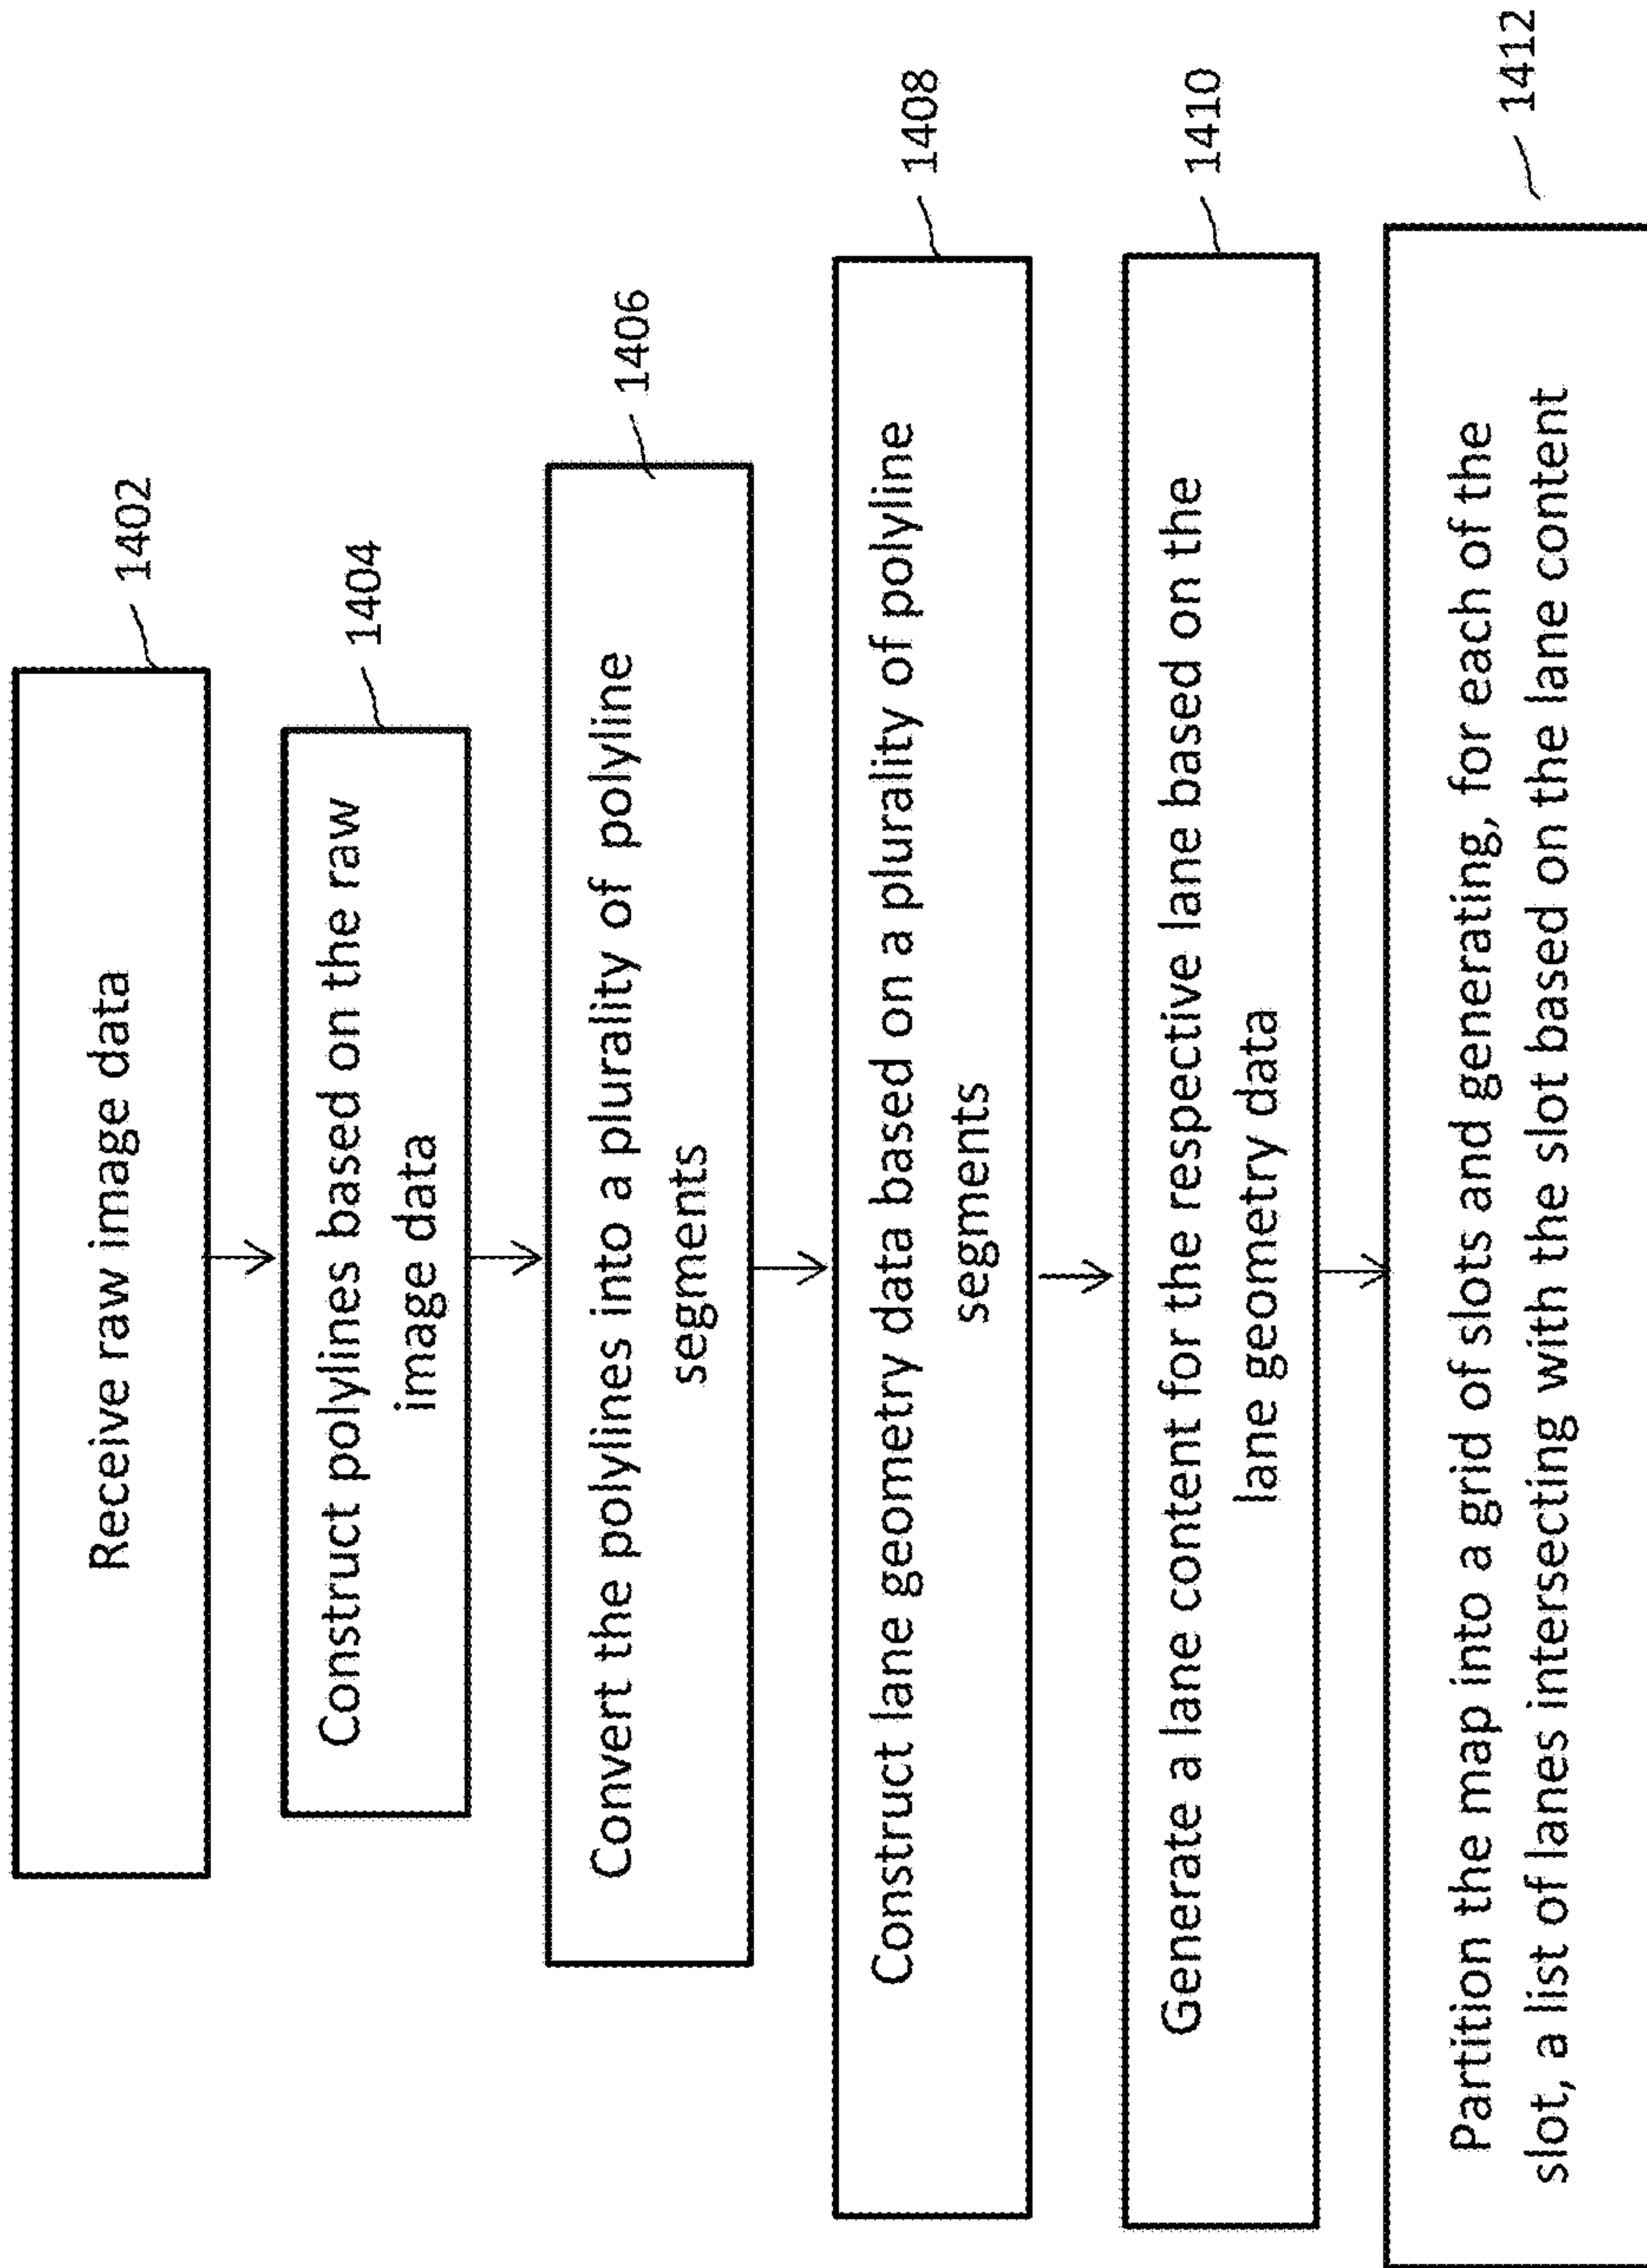 Receive raw image data
1402
Construct polylines based on the raw
image data
1404
Convert the polylines into a plurality of polyline
segments
1406
Construct lane geometry data based on a plurality of polyline
segments
1408
Generate a lane content for the respective lane based on the
lane geometry data
1410
Partition the map into a grid of slots and generating, for each of the
slot, a list of lanes intersecting with the slot based on the lane content
1412